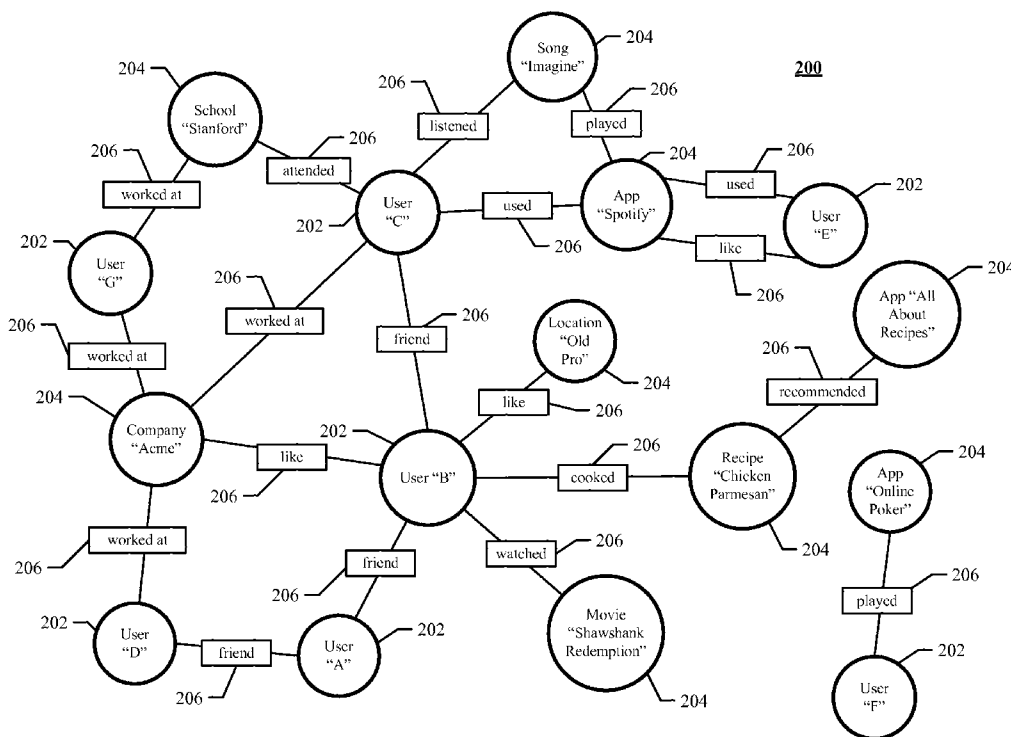 Song
“Imagine”
204
200
204
206
206
School
“Stanford”
listened
played
206
206
204
206
worked at
attended
used
202
User
“C”
used
App
“Spotify”
User
“E”
202
202
206
like
204
User
“G”
206
206
App “All
About
Recipes”
206
worked at
206
Location
“Old
Pro”
206
worked at
friend
204
recommended
204
like
206
Company
“Acme”
202
206
204
like
User “B”
cooked
Recipe
“Chicken
Parmesan”
App
“Online
Poker”
206
206
204
worked at
friend
watched
206
206
206
played
202
User
“D”
friend
User
“A”
202
Movie
“Shawshank
Redemption”
202
206
204
User
“F”